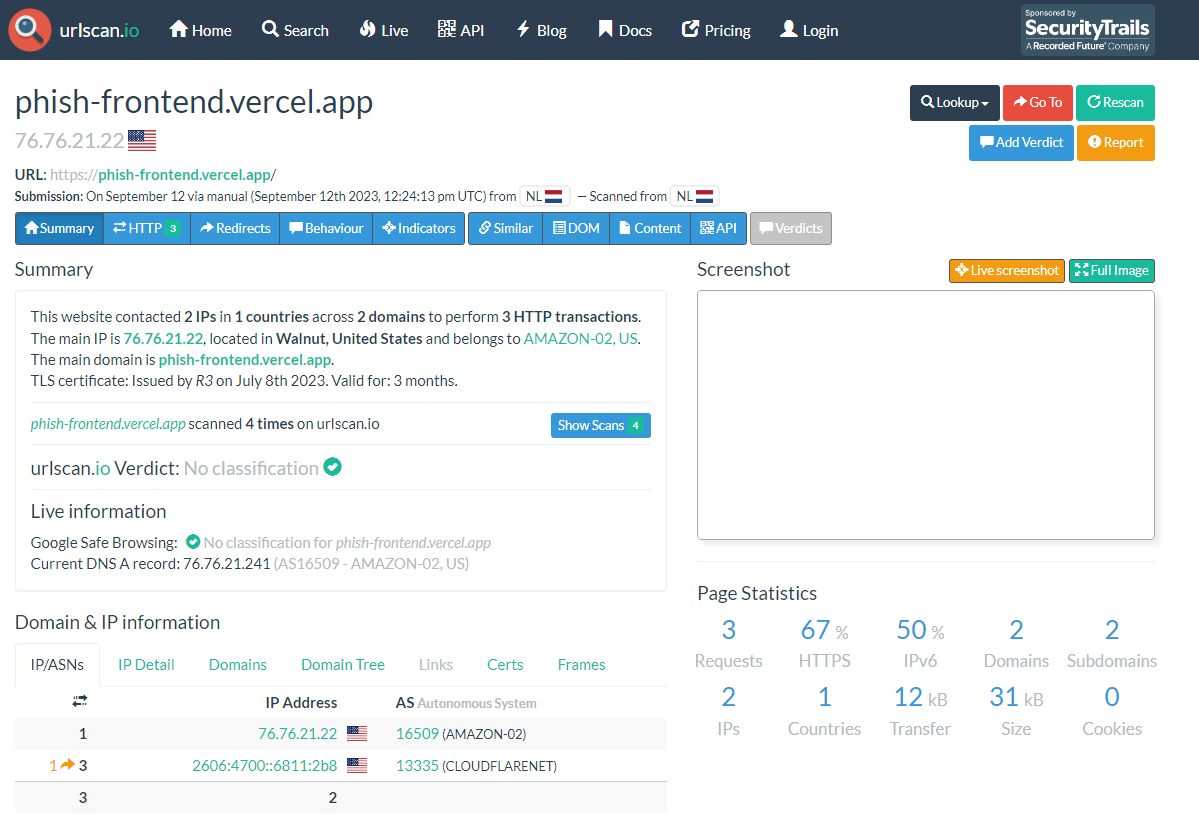 urlscan.io Home Search Live API Blog Docs Pricing Login
Sponsored by
SecurityTrails
A Recorded Future® Company
phish-frontend.vercel.app
Lookup Go To Rescan
76.76.21.22
Add Verdict Report
URL: https://phish-frontend.vercel.app/
Submission: On September 12 via manual (September 12th 2023, 12:24:13 pm UTC) from NL — Scanned from NL
Summary HTTP 3 Redirects Behaviour Indicators Similar DOM Content API Verdicts
Summary
This website contacted 2 IPs in 1 countries across 2 domains to perform 3 HTTP transactions.
The main IP is 76.76.21.22, located in Walnut, United States and belongs to AMAZON-02, US.
The main domain is phish-frontend.vercel.app.
TLS certificate: Issued by R3 on July 8th 2023. Valid for: 3 months.
phish-frontend.vercel.app scanned 4 times on urlscan.io Show Scans 4
urlscan.io Verdict: No classification
Live information
Google Safe Browsing: No classification for phish-frontend.vercel.app
Current DNS A record: 76.76.21.241 (AS16509 - AMAZON-02, US)
Domain & IP information
IP/ASNs IP Detail Domains Domain Tree Links Certs Frames
IP Address AS Autonomous System
1 76.76.21.22 16509 (AMAZON-02)
1 3 2606:4700::6811:2b8 13335 (CLOUDFLARENET)
3 2
Screenshot Live screenshot Full Image
Page Statistics
3 67 % 50 % 2 2
Requests HTTPS IPv6 Domains Subdomains
2 1 12 kB 31 kB 0
IPs Countries Transfer Size Cookies